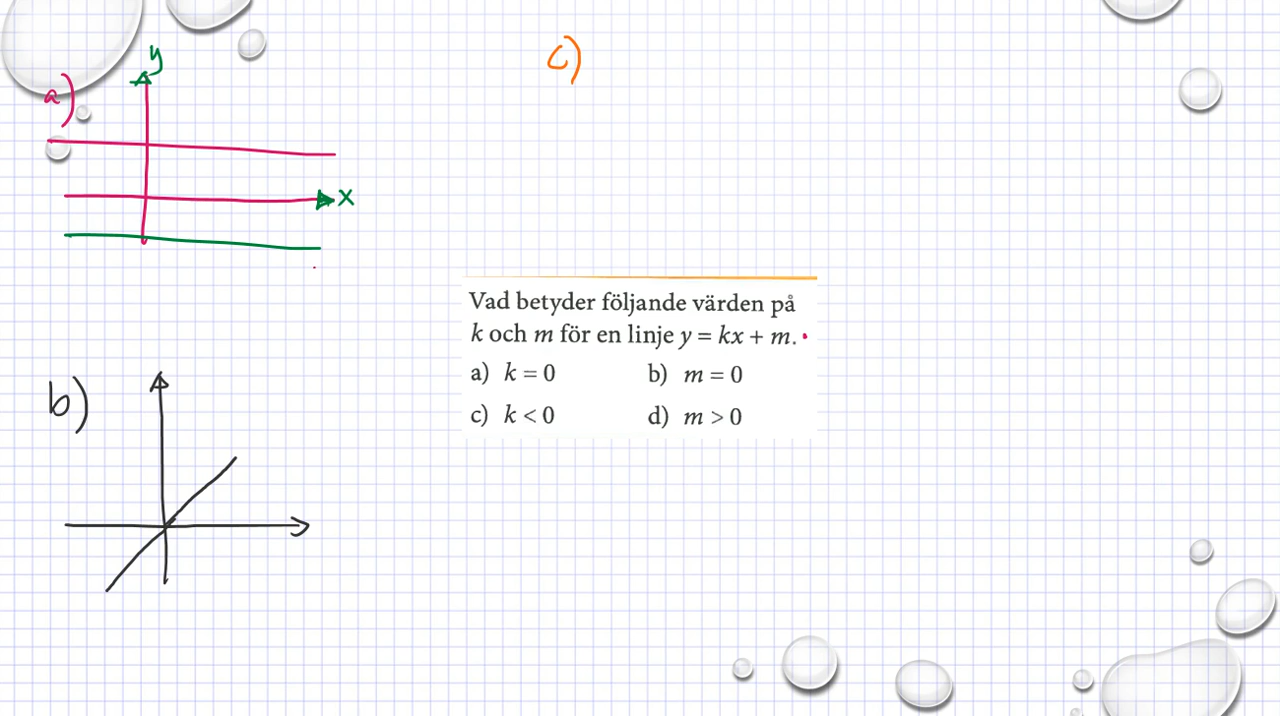 a)
y
x
b)
c)
Vad betyder följande värden på
k och m för en linje y = kx + m.
a) k = 0 b) m = 0
c) k < 0 d) m > 0